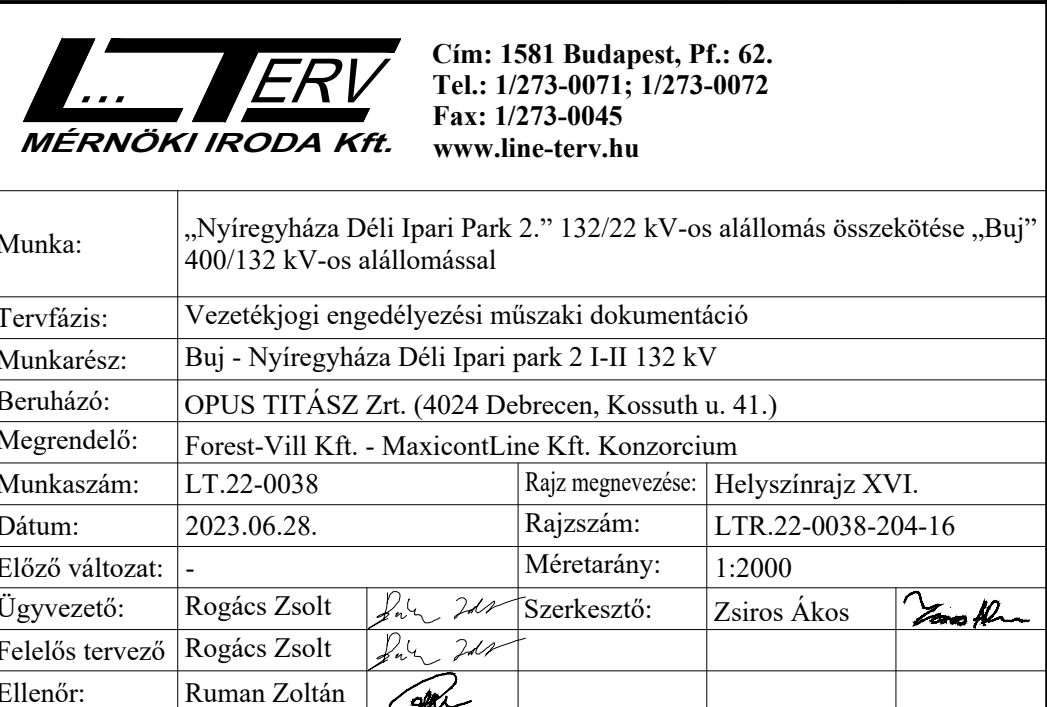 L... TERV
MÉRNÖKI IRODA Kft.
Cím: 1581 Budapest, Pf.: 62.
Tel.: 1/273-0071; 1/273-0072
Fax: 1/273-0045
www.line-terv.hu
Munka: „Nyíregyháza Déli Ipari Park 2.” 132/22 kV-os alállomás összekötése „Buj”
400/132 kV-os alállomással
Tervfázis: Vezetékjogi engedélyezési műszaki dokumentáció
Munkarész: Buj - Nyíregyháza Déli Ipari park 2 I-II 132 kV
Beruházó: OPUS TITÁSZ Zrt. (4024 Debrecen, Kossuth u. 41.)
Megrendelő: Forest-Vill Kft. - MaxicontLine Kft. Konzorcium
Munkaszám: LT.22-0038 Rajz megnevezése: Helyszínrajz XVI.
Dátum: 2023.06.28. Rajzszám: LTR.22-0038-204-16
Előző változat: - Méretarány: 1:2000
Ügyvezető: Rogács Zsolt Szerkesztő: Zsiros Ákos
Felelős tervező Rogács Zsolt
Ellenőr: Ruman Zoltán